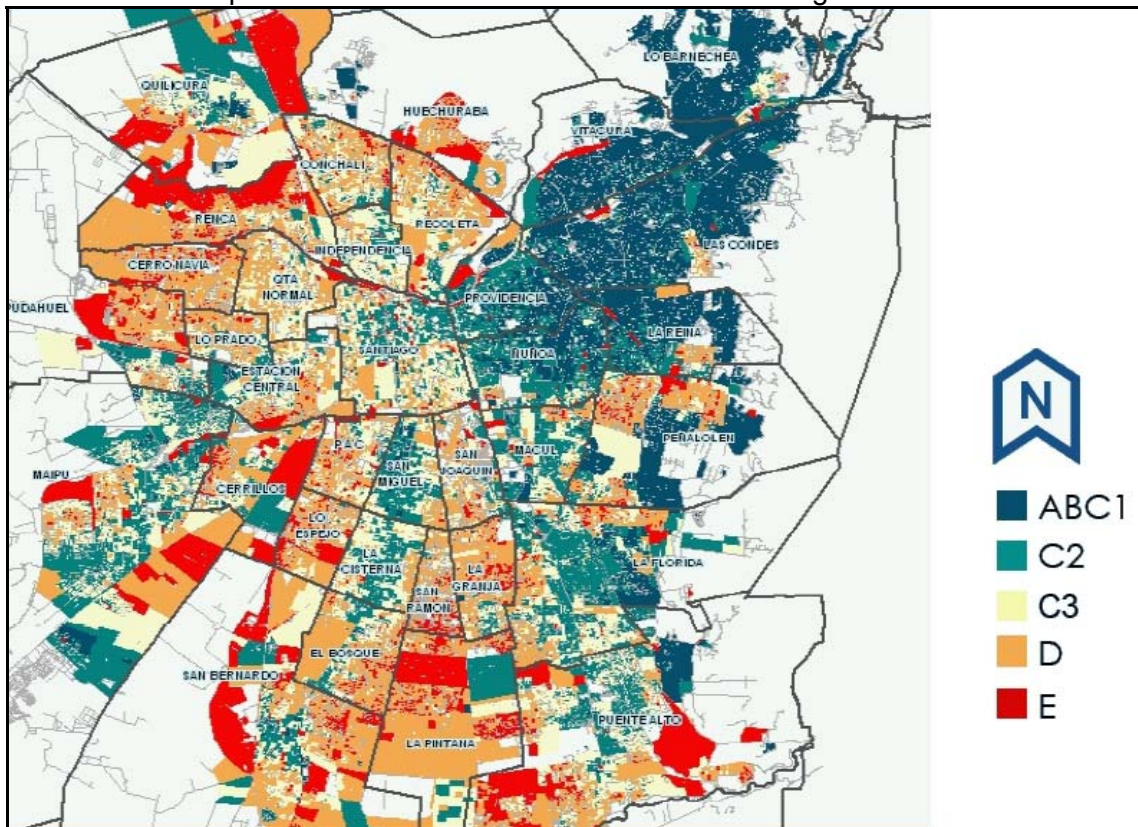 LO BARNECHEA
QUILICURA
HUECHURABA
VITACURA
CONCHALI
RENCA
RECOLETA
INDEPENDENCIA
LAS CONDES
CERRO NAVIA
QTA
NORMAL
PUDAHUEL
PROVIDENCIA
LO PRADO
LA REINA
SANTIAGO
ÑUÑOA
ESTACION
CENTRAL
PEÑALOLEN
P.A.C
SAN
MIGUEL
SAN
JOAQUIN
MACUL
MAIPU
CERRILLOS
LO
ESPEJO
LA
CISTERNA
LA
GRANJA
LA FLORIDA
SAN
RAMON
EL BOSQUE
SAN BERNARDO
PUENTE ALTO
LA PINTANA
N
ABC1
C2
C3
D
E